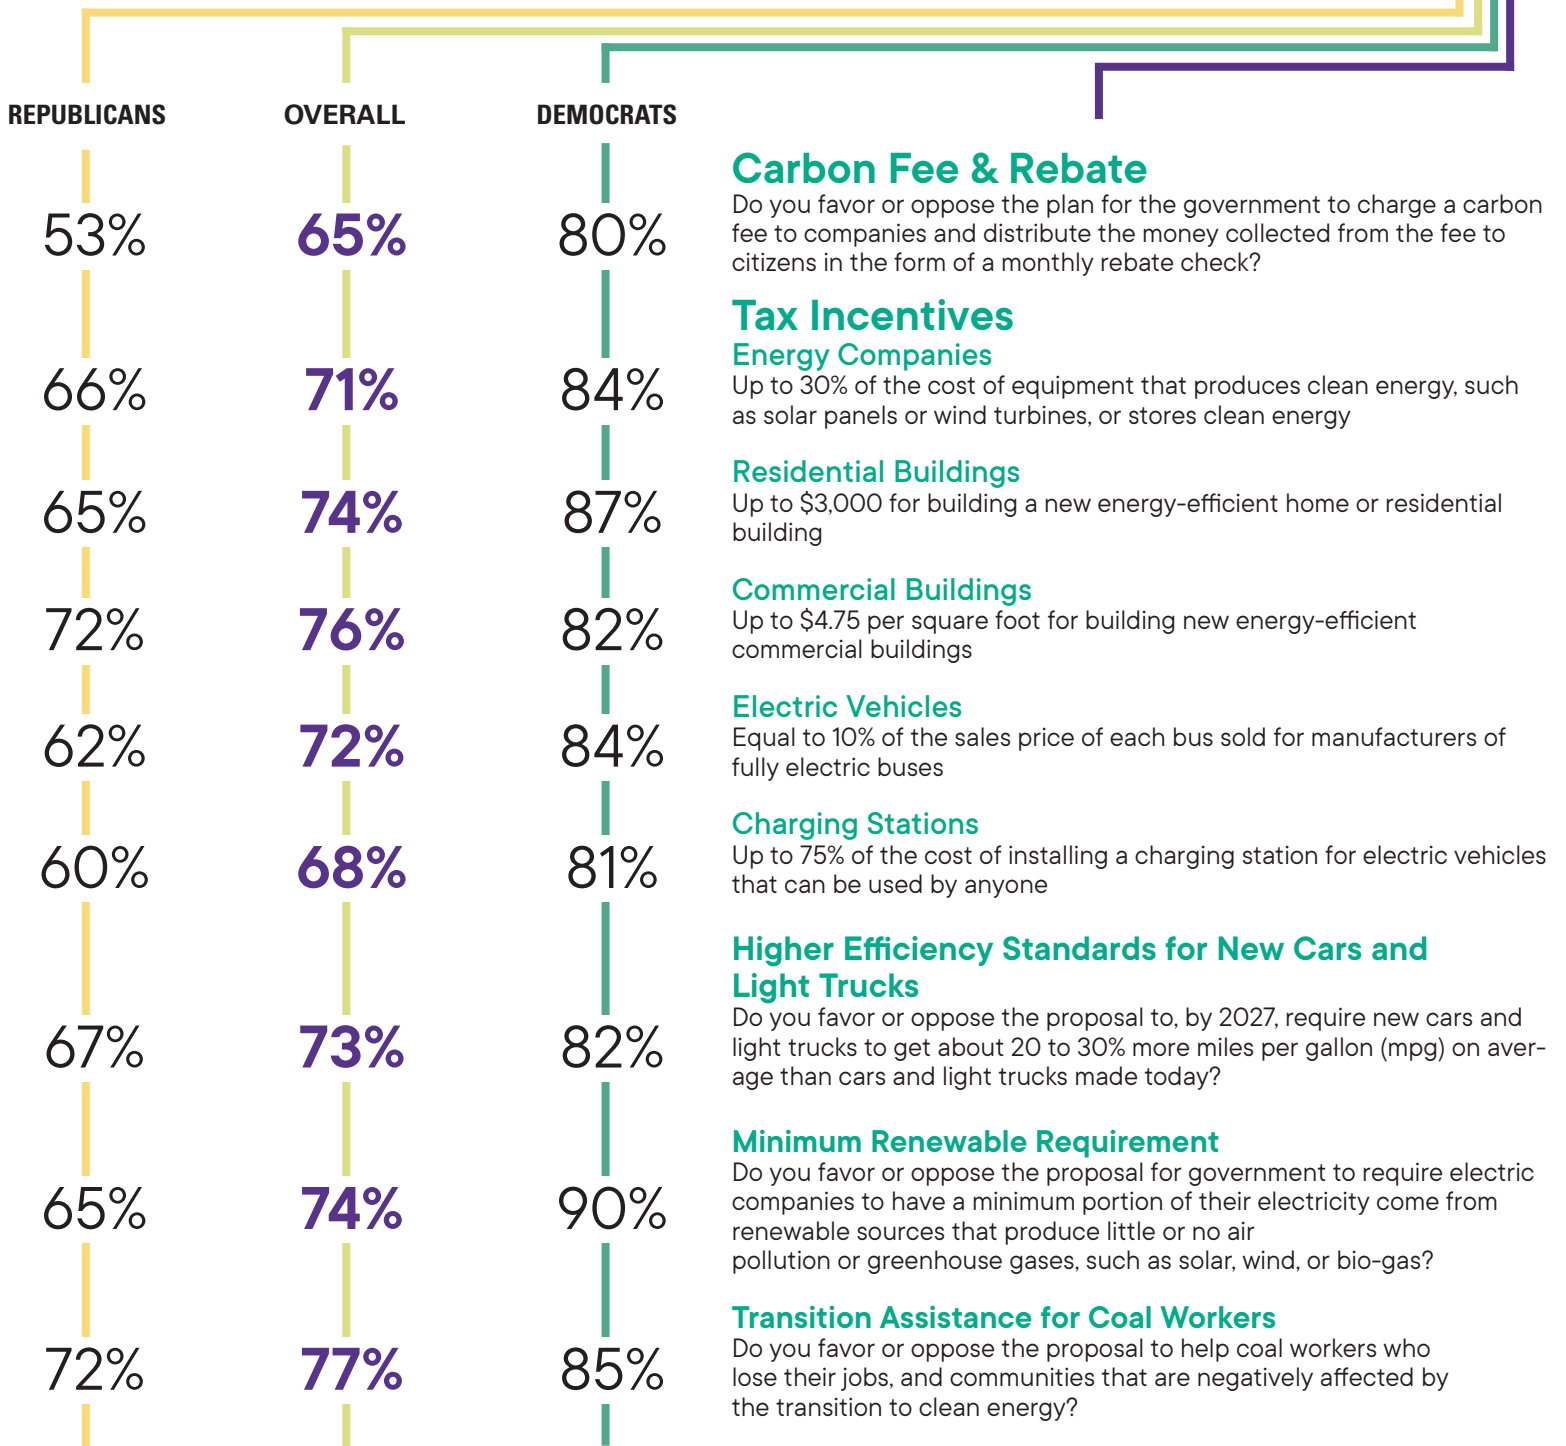 REPUBLICANS OVERALL DEMOCRATS
Carbon Fee & Rebate
53% 65% 80%
Do you favor or oppose the plan for the government to charge a carbon
fee to companies and distribute the money collected from the fee to
citizens in the form of a monthly rebate check?
Tax Incentives
Energy Companies
66% 71% 84%
Up to 30% of the cost of equipment that produces clean energy, such
as solar panels or wind turbines, or stores clean energy
Residential Buildings
65% 74% 87%
Up to $3,000 for building a new energy-efficient home or residential
building
Commercial Buildings
72% 76% 82%
Up to $4.75 per square foot for building new energy-efficient
commercial buildings
Electric Vehicles
62% 72% 84%
Equal to 10% of the sales price of each bus sold for manufacturers of
fully electric buses
Charging Stations
60% 68% 81%
Up to 75% of the cost of installing a charging station for electric vehicles
that can be used by anyone
Higher Efficiency Standards for New Cars and
Light Trucks
67% 73% 82%
Do you favor or oppose the proposal to, by 2027, require new cars and
light trucks to get about 20 to 30% more miles per gallon (mpg) on aver-
age than cars and light trucks made today?
Minimum Renewable Requirement
65% 74% 90%
Do you favor or oppose the proposal for government to require electric
companies to have a minimum portion of their electricity come from
renewable sources that produce little or no air
pollution or greenhouse gases, such as solar, wind, or bio-gas?
Transition Assistance for Coal Workers
72% 77% 85%
Do you favor or oppose the proposal to help coal workers who
lose their jobs, and communities that are negatively affected by
the transition to clean energy?